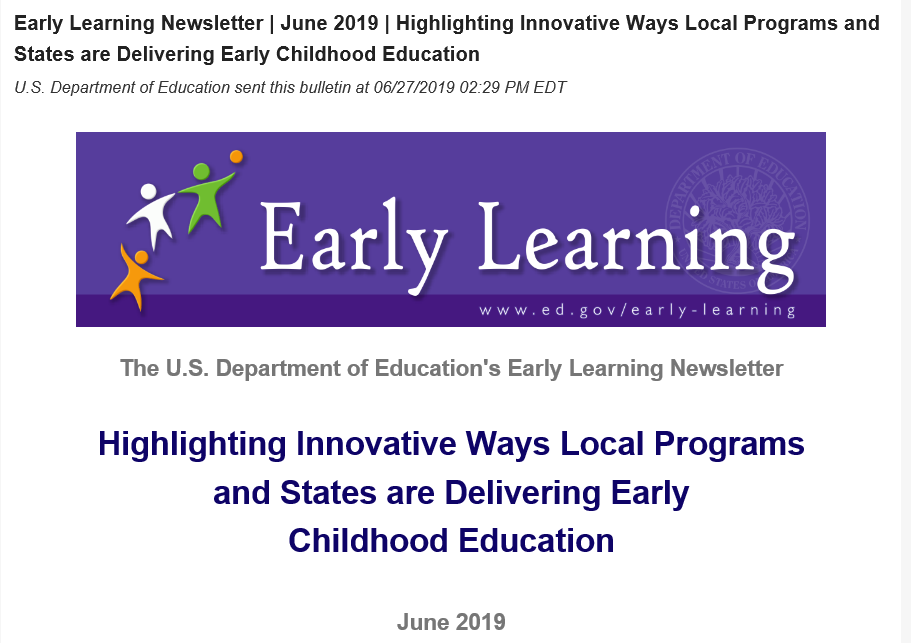 Early Learning Newsletter | June 2019 | Highlighting Innovative Ways Local Programs and
States are Delivering Early Childhood Education
U.S. Department of Education sent this bulletin at 06/27/2019 02:29 PM EDT
DEPARTMENT OF EDUCATION
Early Learning
www.ed.gov/early-learning
The U.S. Department of Education's Early Learning Newsletter
Highlighting Innovative Ways Local Programs
and States are Delivering Early
Childhood Education
June 2019